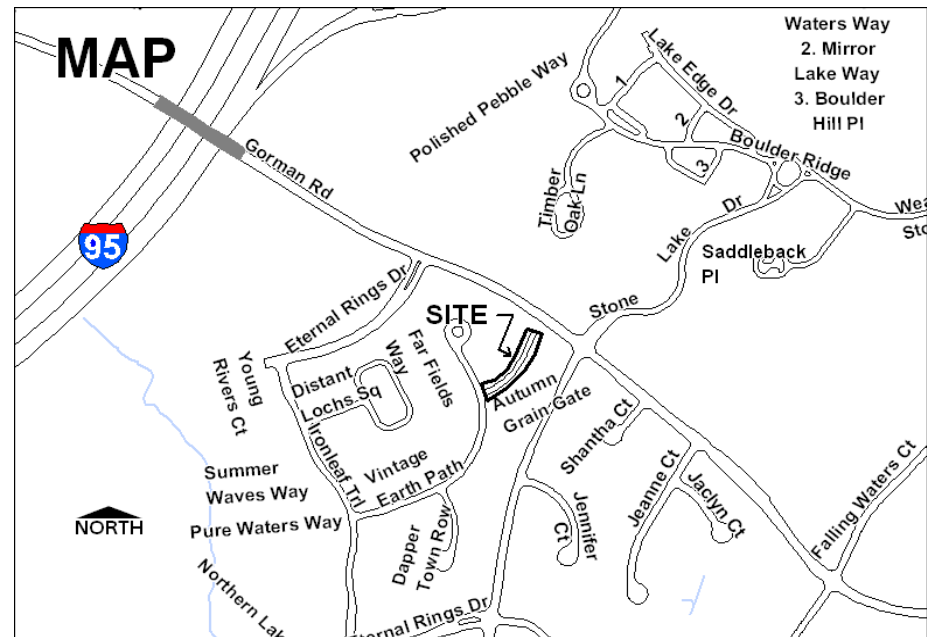 MAP
Waters Way
2. Mirror
Lake Way
3. Boulder
Hill Pl
Polished Pebble Way
1
Lake Edge Dr
2
3
Boulder Ridge
Gorman Rd
Timber
Oak Ln
Lake Dr
Wea
Sto
95
Saddleback
Pl
Eternal Rings Dr
SITE
Stone
Young
Rivers Ct
Distant
Lochs Sq
Far Fields
Way
Autumn
Grain Gate
Ironleaf Trl
Shantha Ct
Summer
Waves Way
Vintage
Earth Path
Jeanne Ct
Jaclyn Ct
Falling Waters Ct
NORTH
Pure Waters Way
Dapper
Town Row
Jennifer
Ct
Northern Lak
ternal Rings Dr